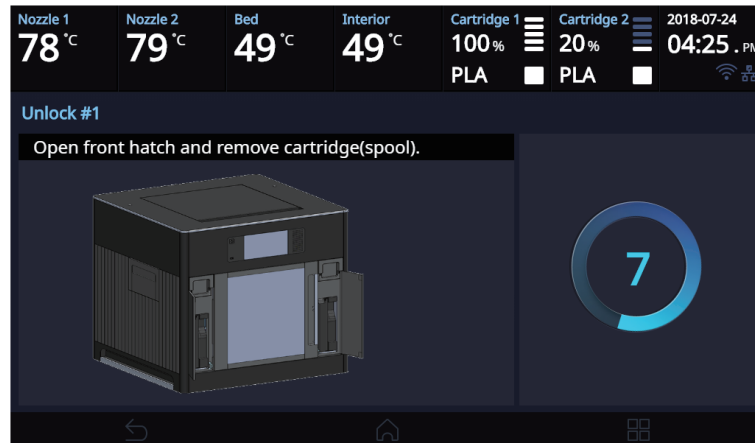 Nozzle 1
78 °C
Nozzle 2
79 °C
Bed
49 °C
Interior
49 °C
Cartridge 1
100 %
PLA
Cartridge 2
20 %
PLA
2018-07-24
04:25 . PM
Unlock #1
Open front hatch and remove cartridge(spool).
7